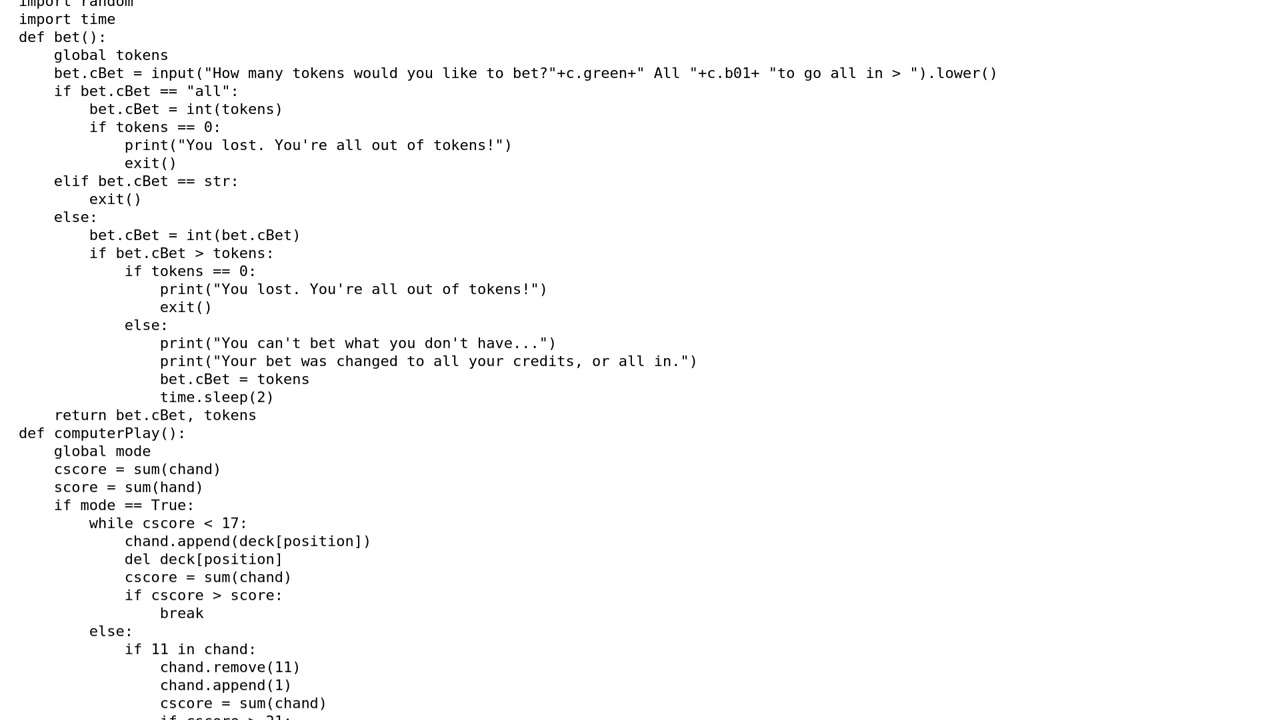 import random
import time
def bet():
    global tokens
    bet.cBet = input("How many tokens would you like to bet?"+c.green+" All "+c.b01+ "to go all in > ").lower()
    if bet.cBet == "all":
        bet.cBet = int(tokens)
        if tokens == 0:
            print("You lost. You're all out of tokens!")
            exit()
    elif bet.cBet == str:
        exit()
    else:
        bet.cBet = int(bet.cBet)
        if bet.cBet > tokens:
            if tokens == 0:
                print("You lost. You're all out of tokens!")
                exit()
            else:
                print("You can't bet what you don't have...")
                print("Your bet was changed to all your credits, or all in.")
                bet.cBet = tokens
                time.sleep(2)
    return bet.cBet, tokens
def computerPlay():
    global mode
    cscore = sum(chand)
    score = sum(hand)
    if mode == True:
        while cscore < 17:
            chand.append(deck[position])
            del deck[position]
            cscore = sum(chand)
            if cscore > score:
                break
        else:
            if 11 in chand:
                chand.remove(11)
                chand.append(1)
                cscore = sum(chand)
                if cscore > 21: